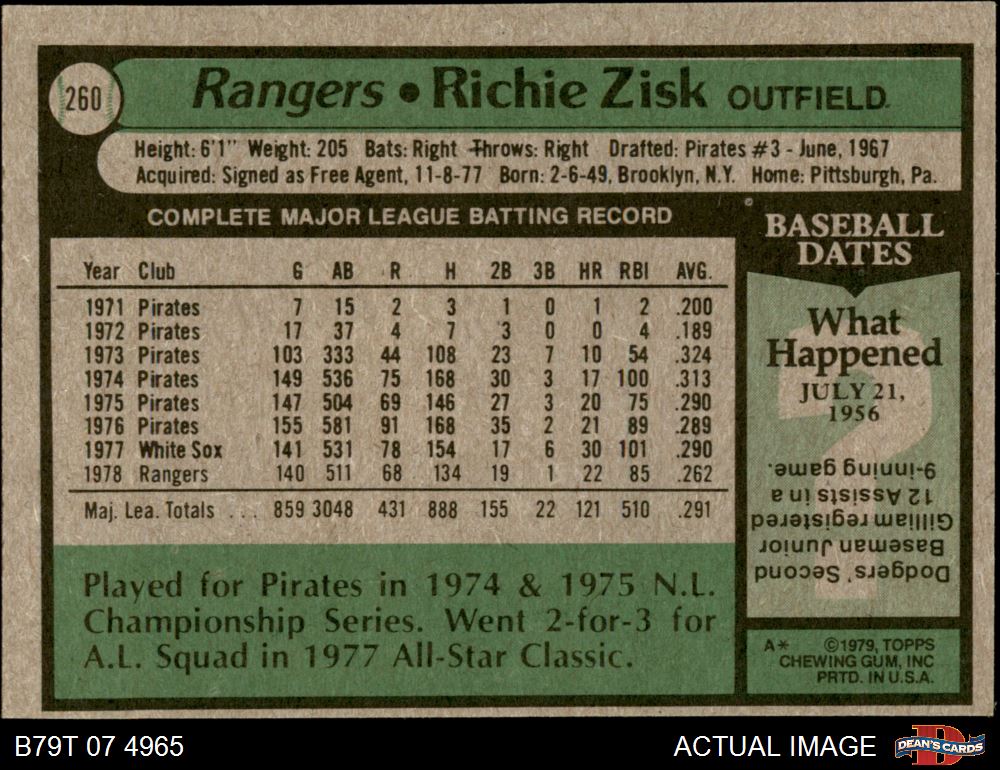 260
Rangers • Richie Zisk OUTFIELD
Height: 6'1" Weight: 205 Bats: Right Throws: Right Drafted: Pirates #3 - June, 1967
Acquired: Signed as Free Agent, 11-8-77 Born: 2-6-49, Brooklyn, N.Y. Home: Pittsburgh, Pa.
COMPLETE MAJOR LEAGUE BATTING RECORD
Year Club G AB R H 2B 3B HR RBI AVG.
1971 Pirates 7 15 2 3 1 0 1 2 .200
1972 Pirates 17 37 4 7 3 0 0 4 .189
1973 Pirates 103 333 44 108 23 7 10 54 .324
1974 Pirates 149 536 75 168 30 3 17 100 .313
1975 Pirates 147 504 69 146 27 3 20 75 .290
1976 Pirates 155 581 91 168 35 2 21 89 .289
1977 White Sox 141 531 78 154 17 6 30 101 .290
1978 Rangers 140 511 68 134 19 1 22 85 .262
Maj. Lea. Totals ... 859 3048 431 888 155 22 121 510 .291
Played for Pirates in 1974 & 1975 N.L.
Championship Series. Went 2-for-3 for
A.L. Squad in 1977 All-Star Classic.
BASEBALL
DATES
What
Happened
JULY 21,
1956
?
Dodgers' Second
Baseman Junior
Gilliam registered
12 Assists in a
9-inning game.
A* ©1979, TOPPS
CHEWING GUM, INC
PRTD. IN U.S.A.
B79T 07 4965
ACTUAL IMAGE
D
DEAN'S CARDS